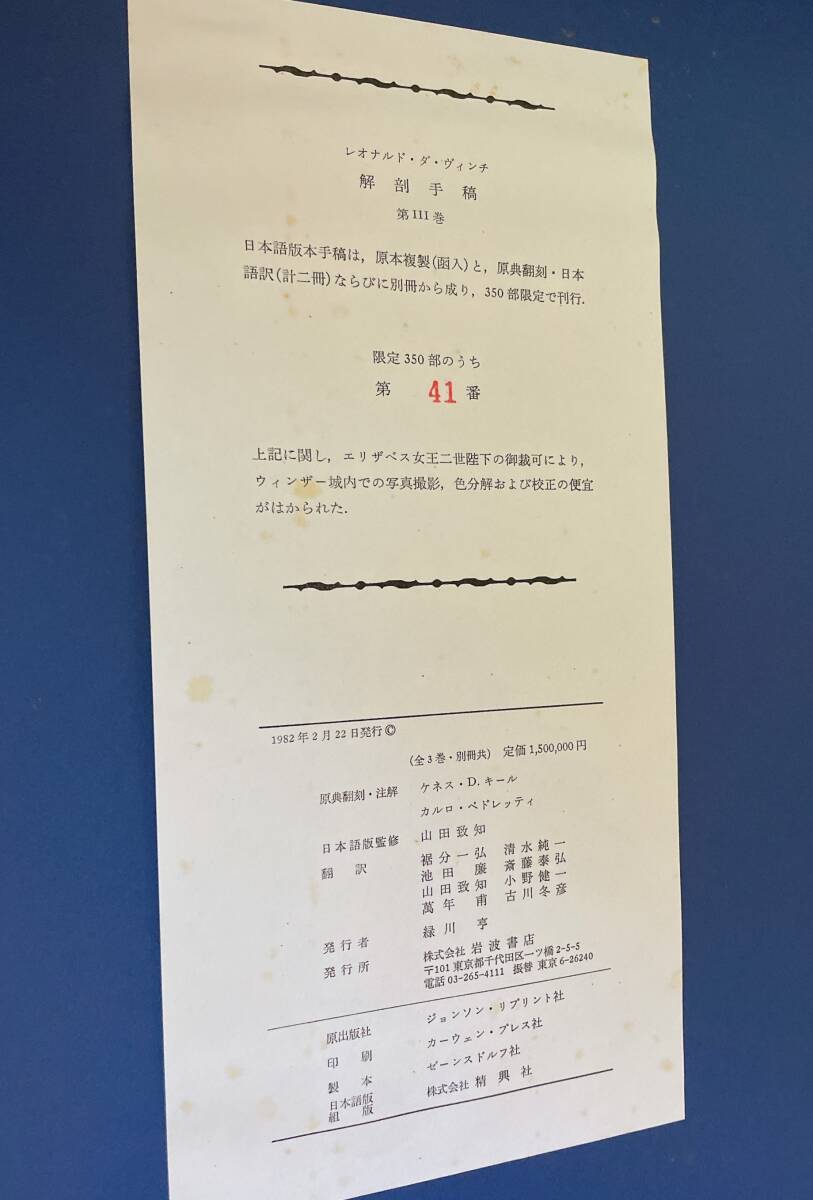 レオナルド・ダ・ヴィンチ
解剖手稿
第III巻
日本語版本手稿は，原本複製(函入)と，原典翻刻・日本
語訳(計二冊)ならびに別冊から成り，350部限定で刊行．
限定350部のうち
第 41 番
上記に関し，エリザベス女王二世陛下の御裁可により，
ウィンザー城内での写真撮影，色分解および校正の便宜
がはかられた．
1982年2月22日発行©
(全3巻・別冊共) 定価1,500,000円
原典翻刻・注解 ケネス・D.キール
カルロ・ペドレッティ
日本語版監修 山田致知
翻訳 裾分一弘 清水純一
池田廉 斎藤泰弘
山田致知 小野健一
萬年甫 古川冬彦
発行者 緑川亨
発行所 株式会社 岩波書店
〒101 東京都千代田区一ツ橋2-5-5
電話 03-265-4111 振替 東京6-26240
原出版社 ジョンソン・リプリント社
印刷 カーウェン・プレス社
製本 ゼーンスドルフ社
日本語版
組版 株式会社 精興社